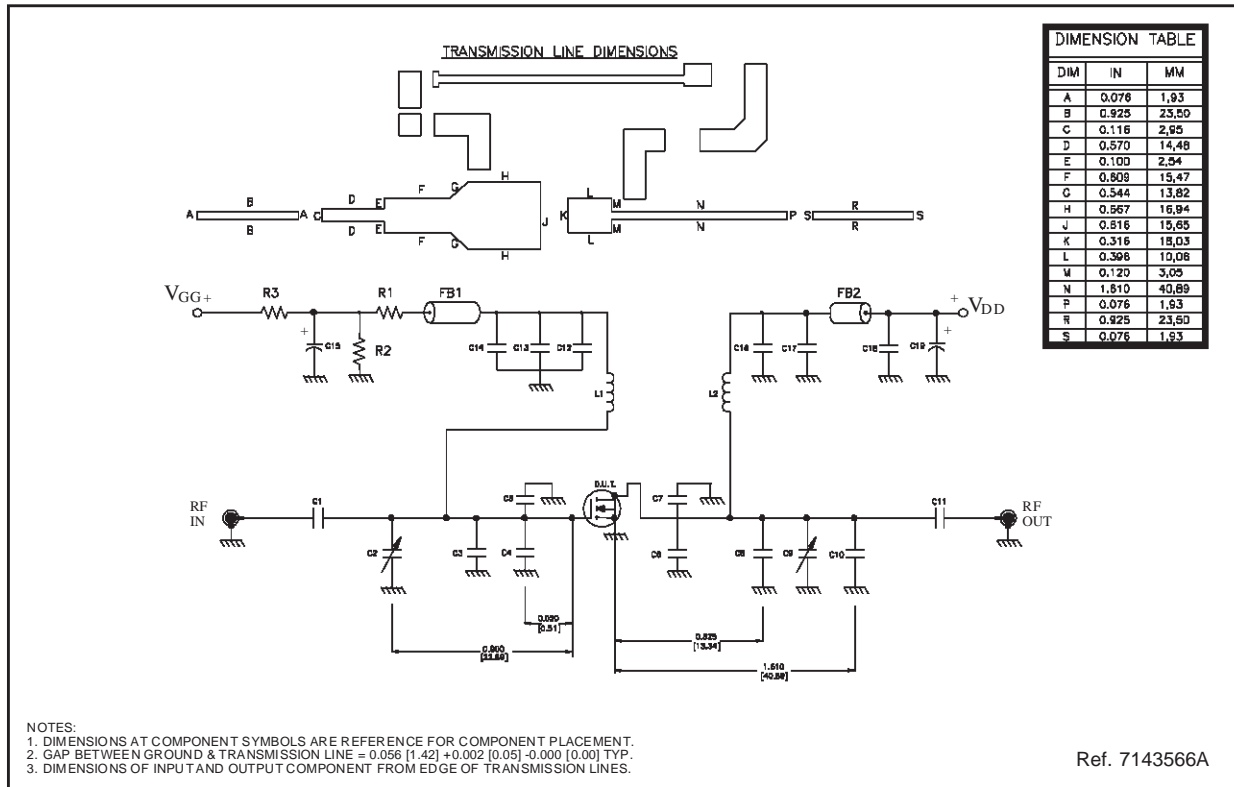 TRANSMISSION LINE DIMENSIONS
DIMENSION TABLE
DIM IN MM
A 0.076 1,93
B 0.925 23,50
C 0.116 2,95
D 0.570 14,48
E 0.100 2,54
F 0.609 15,47
G 0.544 13,82
H 0.667 16,94
J 0.616 15,65
K 0.316 18,03
L 0.396 10,06
M 0.120 3,05
N 1.610 40,89
P 0.076 1,93
R 0.925 23,50
S 0.076 1,93
H
F G L
B D E K M N R
A A C J P S S
B D E M N R
F G L
H
VGG+ R3 R1 FB1 FB2 + VDD
+ C15 R2 C14 C13 C12 C16 C17 C18 C19 +
L1 L2
D.U.T.
RF IN C1 C5 C7 C11 RF OUT
C2 C3 C4 C6 C8 C9 C10
[0.51]
0.525
[13.34]
1.610
[40.89]
NOTES:
1. DIMENSIONS AT COMPONENT SYMBOLS ARE REFERENCE FOR COMPONENT PLACEMENT.
2. GAP BETWEEN GROUND & TRANSMISSION LINE = 0.056 [1.42] +0.002 [0.05] -0.000 [0.00] TYP.
3. DIMENSIONS OF INPUT AND OUTPUT COMPONENT FROM EDGE OF TRANSMISSION LINES.
Ref. 7143566A